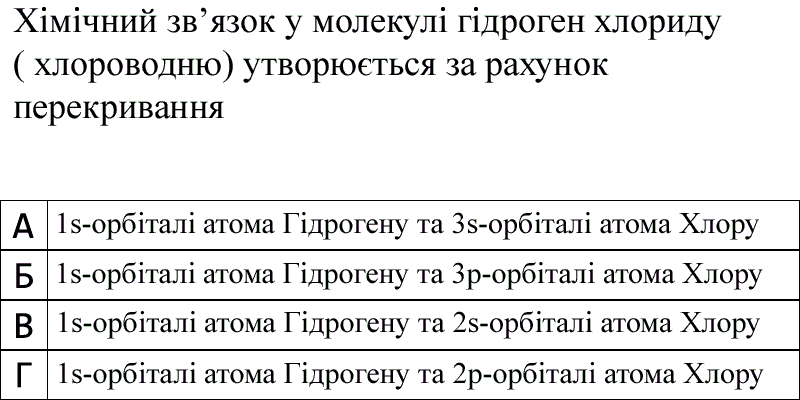 Хімічний зв’язок у молекулі гідроген хлориду
( хлороводню) утворюється за рахунок
перекривання
А 1s-орбіталі атома Гідрогену та 3s-орбіталі атома Хлору
Б 1s-орбіталі атома Гідрогену та 3p-орбіталі атома Хлору
В 1s-орбіталі атома Гідрогену та 2s-орбіталі атома Хлору
Г 1s-орбіталі атома Гідрогену та 2p-орбіталі атома Хлору